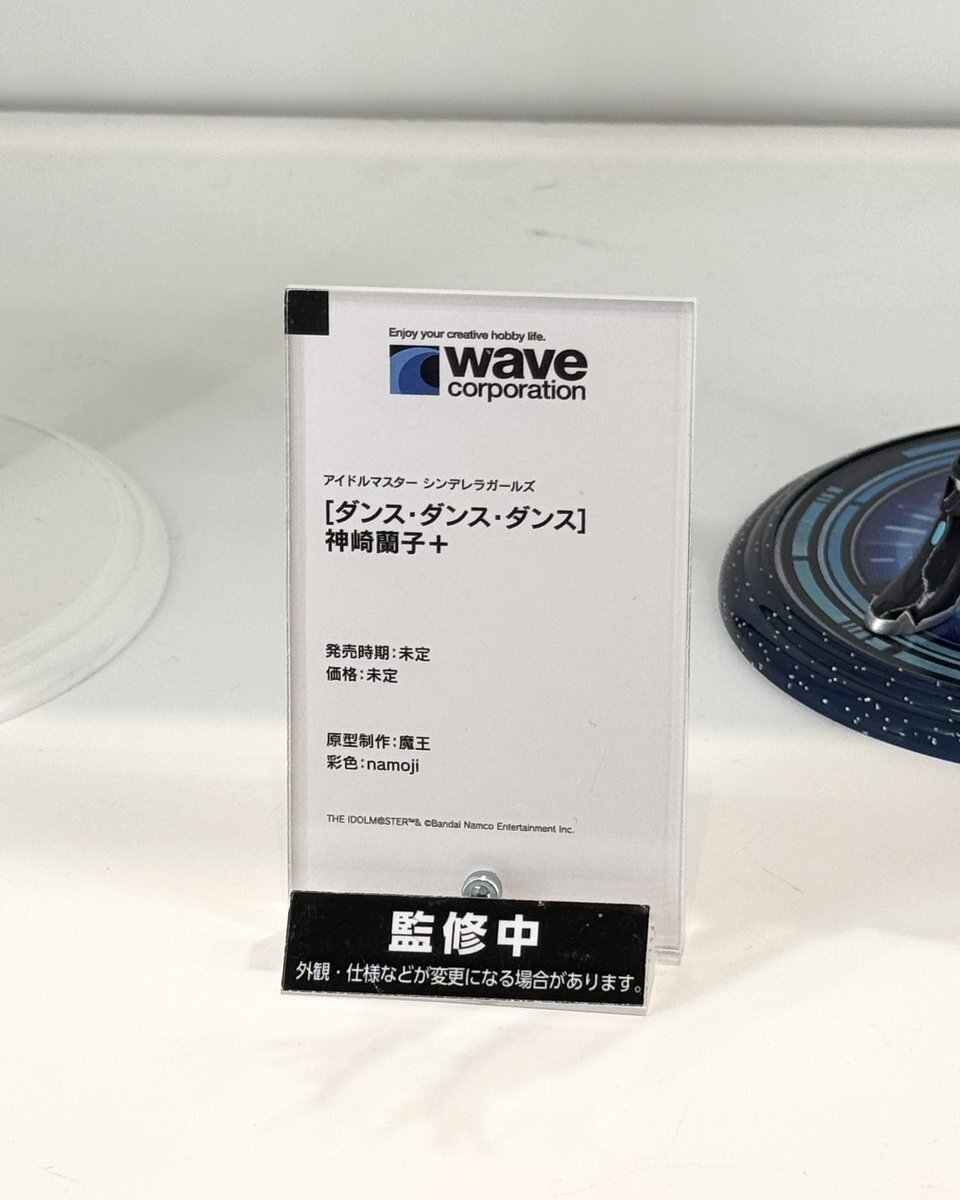 Enjoy your creative hobby life.
wave
corporation
アイドルマスター シンデレラガールズ
[ダンス・ダンス・ダンス]
神崎蘭子＋
発売時期：未定
価格：未定
原型制作：魔王
彩色：namoji
THE IDOLM@STER™& ©Bandai Namco Entertainment Inc.
監修中
外観・仕様などが変更になる場合があります。